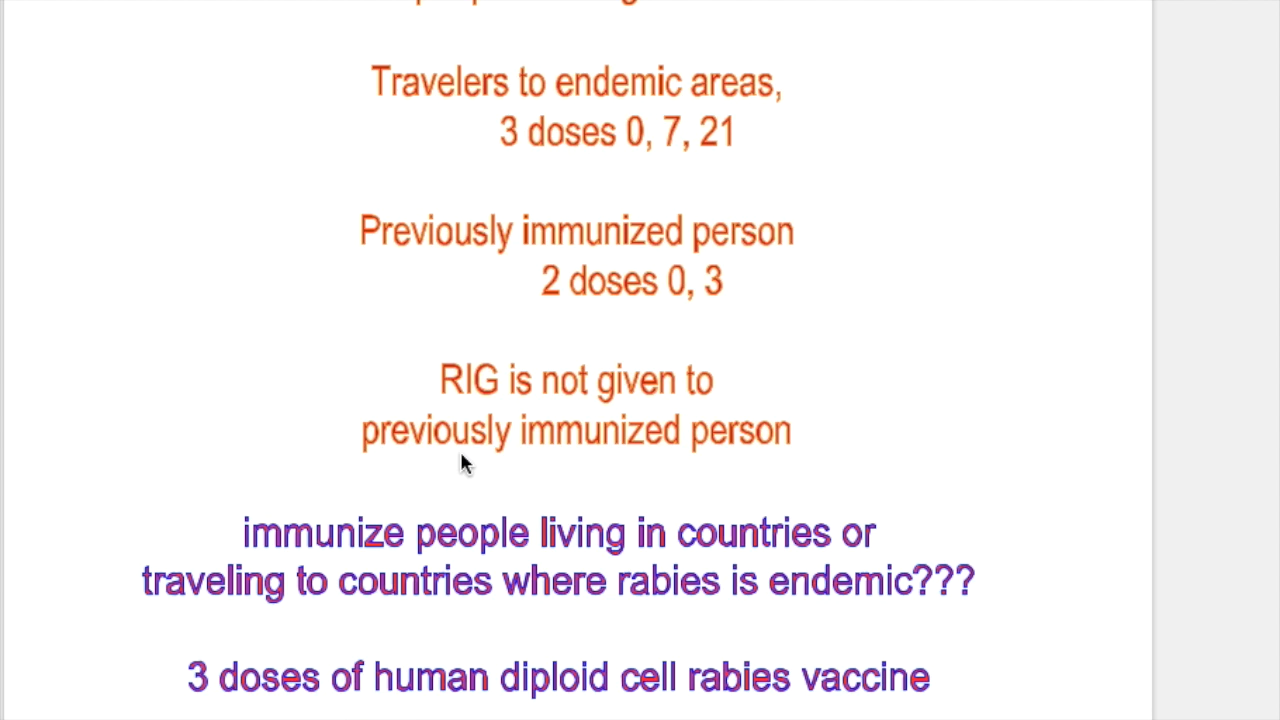 Travelers to endemic areas,
3 doses 0, 7, 21
Previously immunized person
2 doses 0, 3
RIG is not given to
previously immunized person
immunize people living in countries or
traveling to countries where rabies is endemic???
3 doses of human diploid cell rabies vaccine